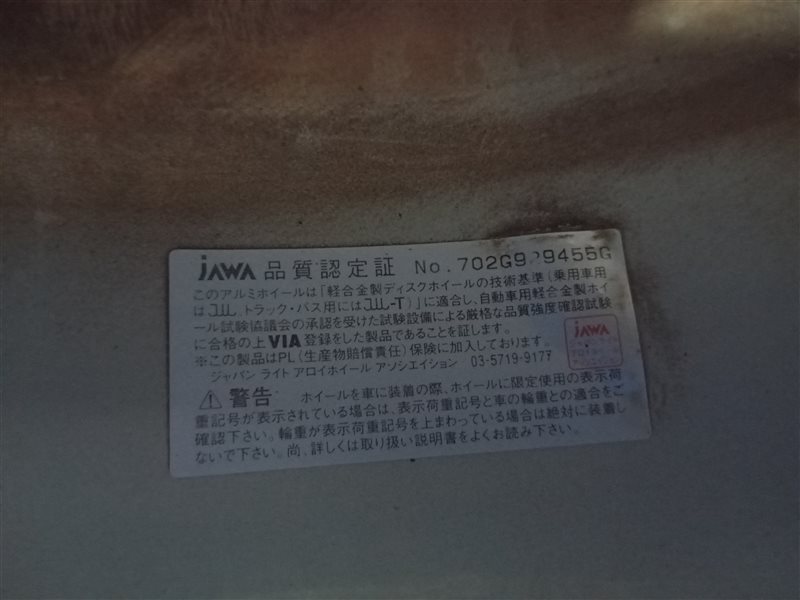 JAWA 品質認定証 No. 702G9
このアルミホイールは「軽合金製ディスクホイールの技術基準(乗用車用
はJWL、トラック・バス用にはJWL-T)」に適合し、自動車用軽合金製ホイ
ール試験協議会の承認を受けた試験設備による厳格な品質強度確認試験
に合格の上VIA登録をした製品であることを証します。
※この製品はPL(生産物賠償責任)保険に加入しております。
ジャパン ライト アロイホイール アソシエイション 03-5719-9177
JAWA
⚠ 警告 ホイールを車に装着の際、ホイールに限定使用の表示荷
重記号が表示されている場合は、表示荷重記号と車の輪重との適合をご
確認下さい。輪重が表示荷重記号を上まわっている場合は絶対に装着し
ないで下さい。尚、詳しくは取り扱い説明書をよくお読み下さい。